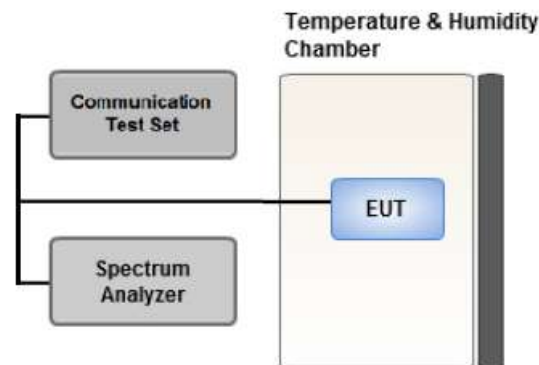 Temperature & Humidity
Chamber
Communication
Test Set
EUT
Spectrum
Analyzer